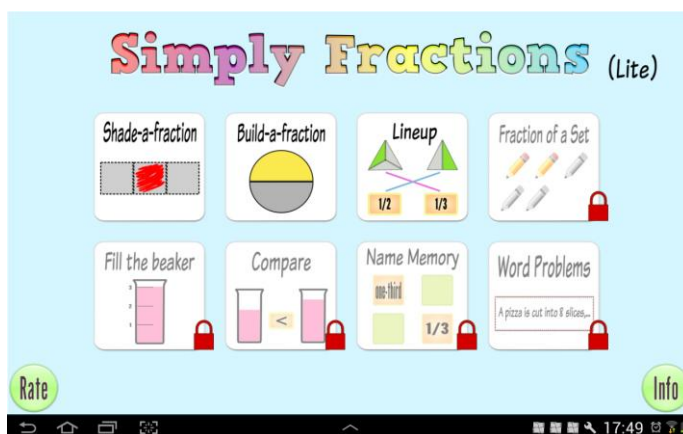 Simply Fractions (Lite)
Shade-a-fraction
Build-a-fraction
Lineup
1/2
1/3
Fraction of a Set
Fill the beaker
3
2
1
Compare
<
Name Memory
one-third
1/3
Word Problems
A pizza is cut into 8 slices,...
Rate
Info
17:49